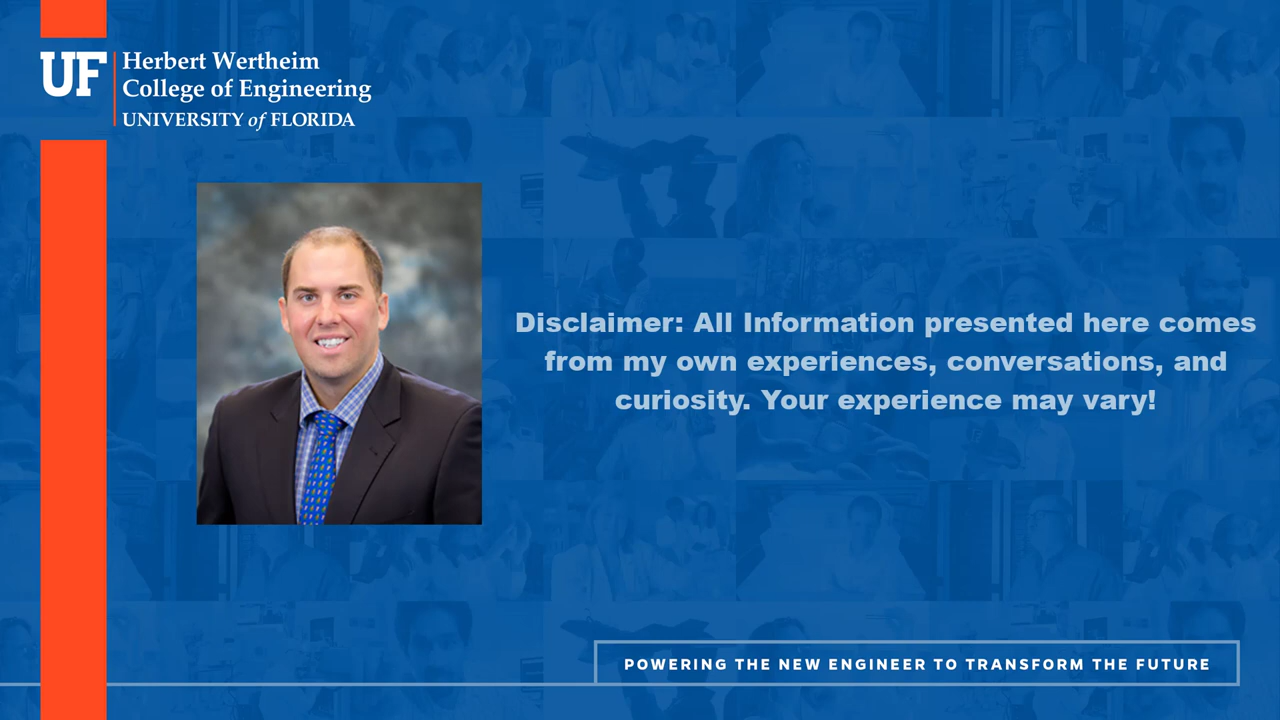 UF
Herbert Wertheim
College of Engineering
UNIVERSITY of FLORIDA
Disclaimer: All Information presented here comes
from my own experiences, conversations, and
curiosity. Your experience may vary!
POWERING THE NEW ENGINEER TO TRANSFORM THE FUTURE